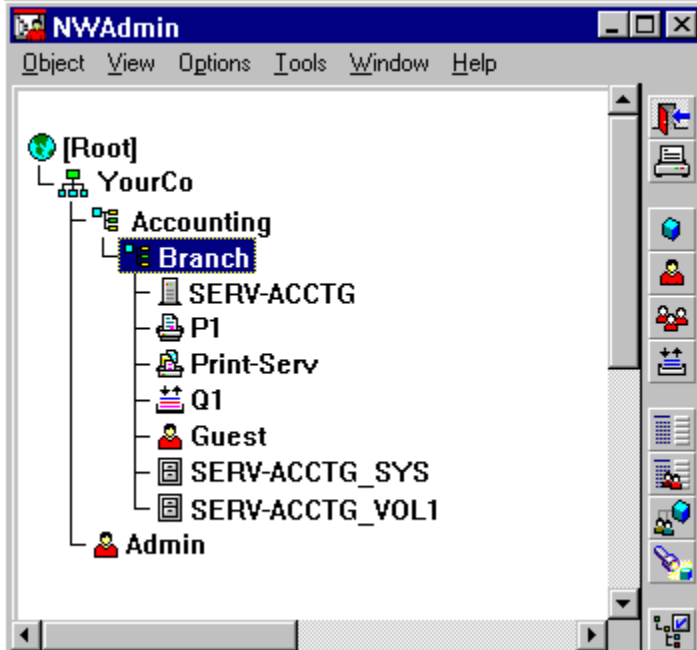 NWAdmin
Object View Options Tools Window Help
[Root]
YourCo
Accounting
Branch
SERV-ACCTG
P1
Print-Serv
Q1
Guest
SERV-ACCTG_SYS
SERV-ACCTG_VOL1
Admin